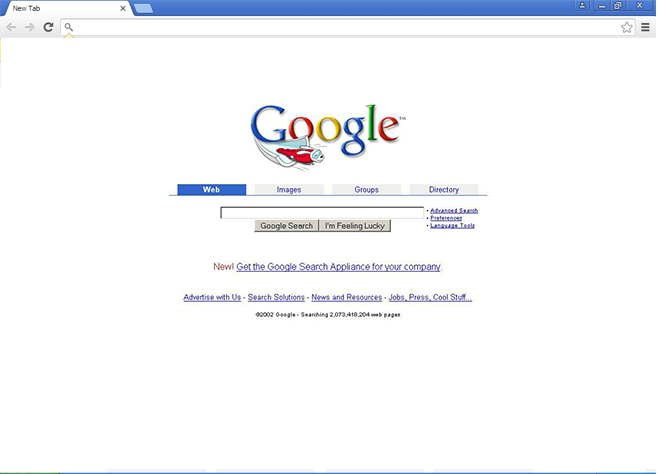 New Tab
Google™
Web Images Groups Directory
• Advanced Search
• Preferences
• Language Tools
Google Search I'm Feeling Lucky
New! Get the Google Search Appliance for your company.
Advertise with Us - Search Solutions - News and Resources - Jobs, Press, Cool Stuff...
©2002 Google - Searching 2,073,418,204 web pages